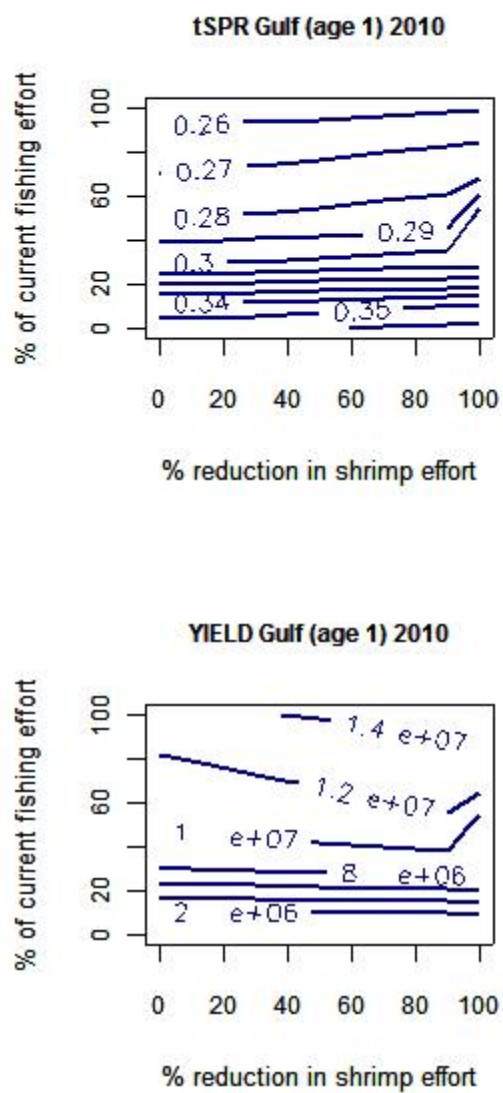 tSPR Gulf (age 1) 2010
% of current fishing effort
100
60
20
0
0.26
0.27
0.28
0.29
0.3
0.34
0.35
0 20 40 60 80 100
% reduction in shrimp effort
YIELD Gulf (age 1) 2010
% of current fishing effort
100
60
20
0
1.4 e+07
1.2 e+07
1 e+07
8 e+06
2 e+06
0 20 40 60 80 100
% reduction in shrimp effort